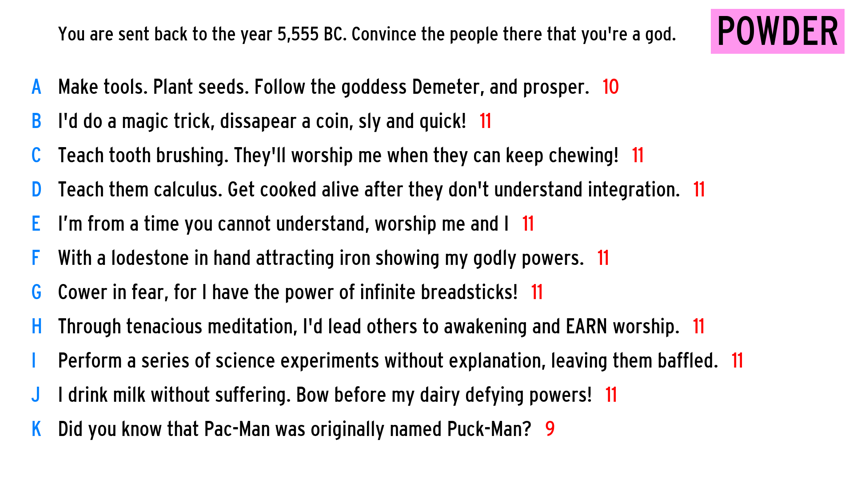 You are sent back to the year 5,555 BC. Convince the people there that you're a god.
POWDER
A Make tools. Plant seeds. Follow the goddess Demeter, and prosper. 10
B I'd do a magic trick, dissapear a coin, sly and quick! 11
C Teach tooth brushing. They'll worship me when they can keep chewing! 11
D Teach them calculus. Get cooked alive after they don't understand integration. 11
E I’m from a time you cannot understand, worship me and I 11
F With a lodestone in hand attracting iron showing my godly powers. 11
G Cower in fear, for I have the power of infinite breadsticks! 11
H Through tenacious meditation, I'd lead others to awakening and EARN worship. 11
I Perform a series of science experiments without explanation, leaving them baffled. 11
J I drink milk without suffering. Bow before my dairy defying powers! 11
K Did you know that Pac-Man was originally named Puck-Man? 9